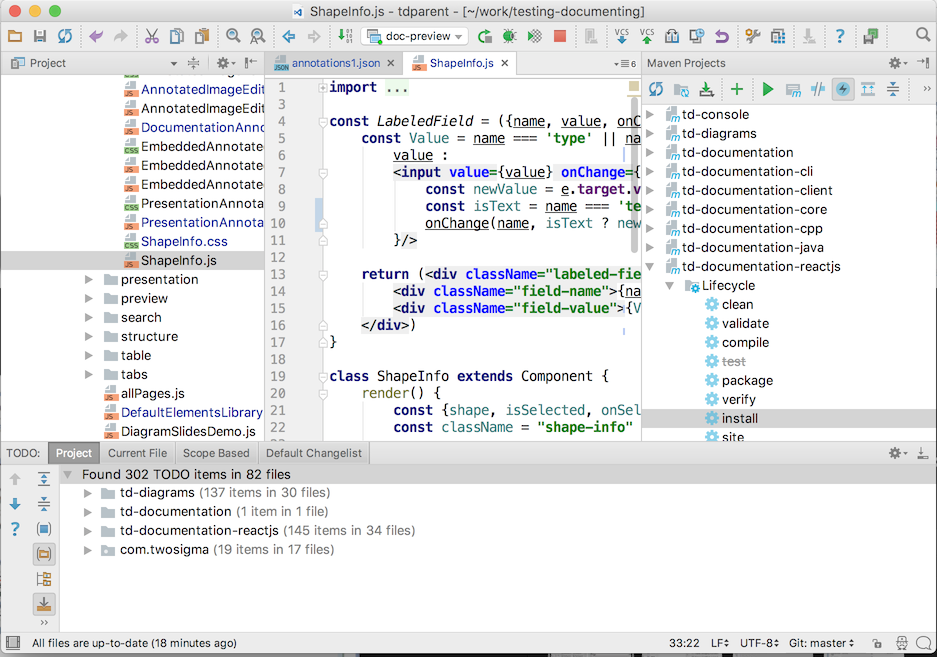 ShapeInfo.js - tdparent - [~/work/testing-documenting]
doc-preview
VCS VCS
Project
annotations1.json
ShapeInfo.js
6
Maven Projects
AnnotatedImageEdit
AnnotatedImageEdit
DocumentationAnno
EmbeddedAnnotate
EmbeddedAnnotate
EmbeddedAnnotate
PresentationAnnota
PresentationAnnota
ShapeInfo.css
ShapeInfo.js
presentation
preview
search
structure
table
tabs
allPages.js
DefaultElementsLibrary
DiagramSlidesDemo.js
1 import ...
3
4 const LabeledField = ({name, value, onC
5 const Value = name === 'type' || na
6 value :
7 <input value={value} onChange={
8 const newValue = e.target.v
9 const isText = name === 'te
10 onChange(name, isText ? new
11 }/>
12
13 return (<div className="labeled-fie
14 <div className="field-name">{na
15 <div className="field-value">{V
16 </div>)
17 }
18
19 class ShapeInfo extends Component {
20 render() {
21 const {shape, isSelected, onSel
22 const className = "shape-info"
td-console
td-diagrams
td-documentation
td-documentation-cli
td-documentation-client
td-documentation-core
td-documentation-cpp
td-documentation-java
td-documentation-reactjs
Lifecycle
clean
validate
compile
test
package
verify
install
site
TODO: Project Current File Scope Based Default Changelist
Found 302 TODO items in 82 files
td-diagrams (137 items in 30 files)
td-documentation (1 item in 1 file)
td-documentation-reactjs (145 items in 34 files)
com.twosigma (19 items in 17 files)
All files are up-to-date (18 minutes ago)
33:22 LF UTF-8 Git: master